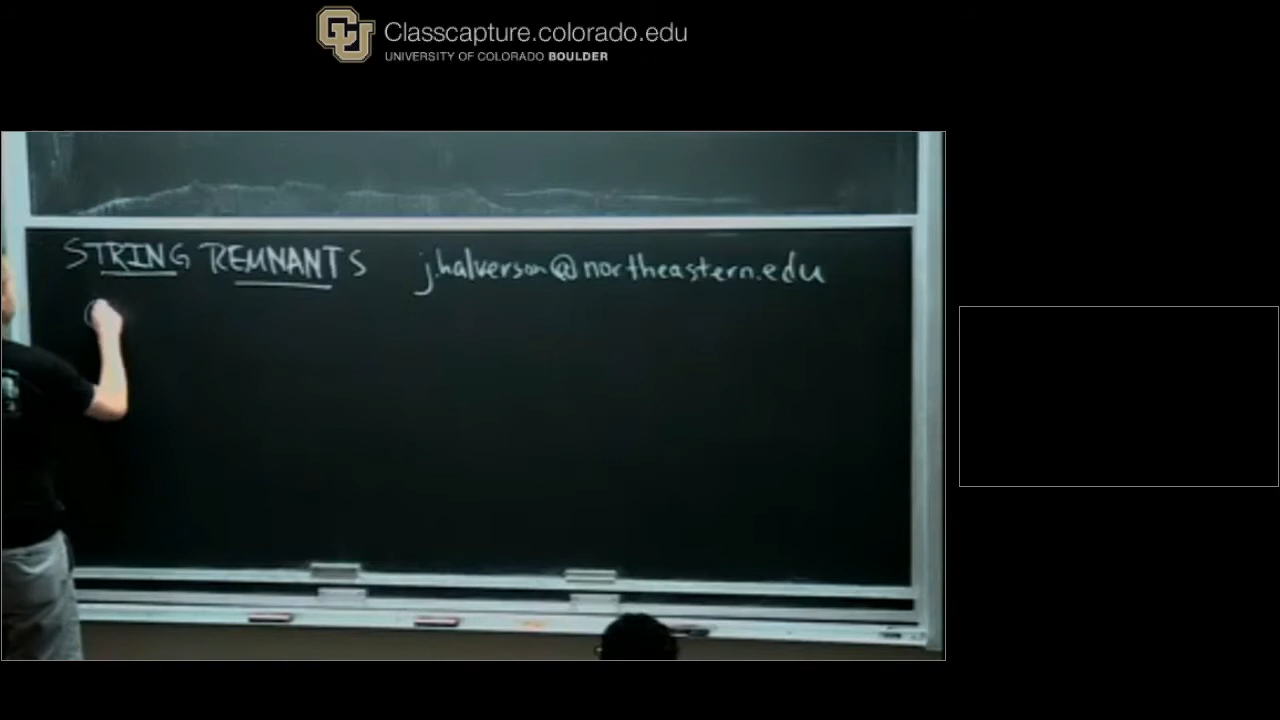 Classcapture.colorado.edu
UNIVERSITY OF COLORADO BOULDER
STRING REMNANTS j.halverson@northeastern.edu